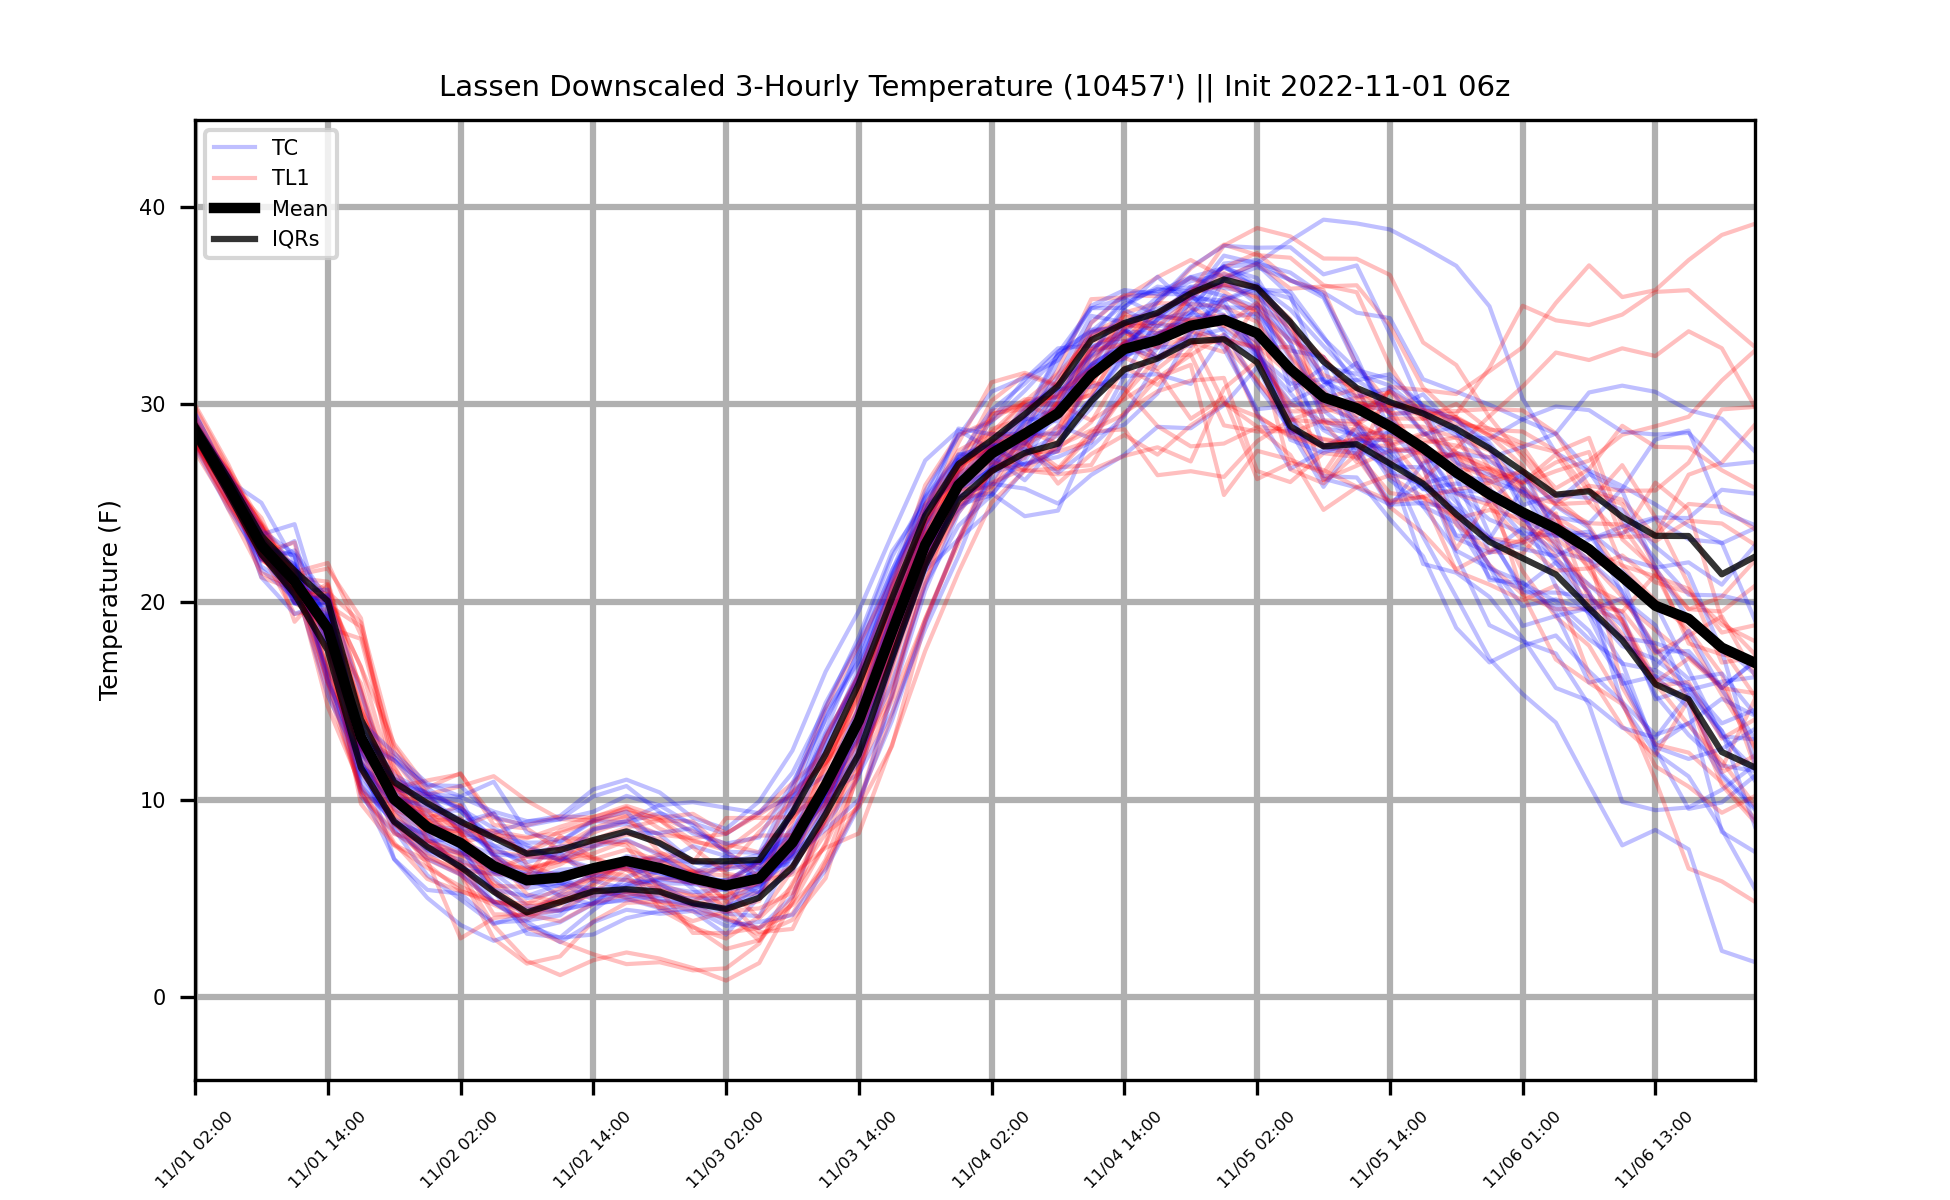 Lassen Downscaled 3-Hourly Temperature (10457') || Init 2022-11-01 06z
TC
TL1
Mean
IQRs
Temperature (F)
40
30
20
10
0
11/01 02:00
11/01 14:00
11/02 02:00
11/02 14:00
11/03 02:00
11/03 14:00
11/04 02:00
11/04 14:00
11/05 02:00
11/05 14:00
11/06 01:00
11/06 13:00